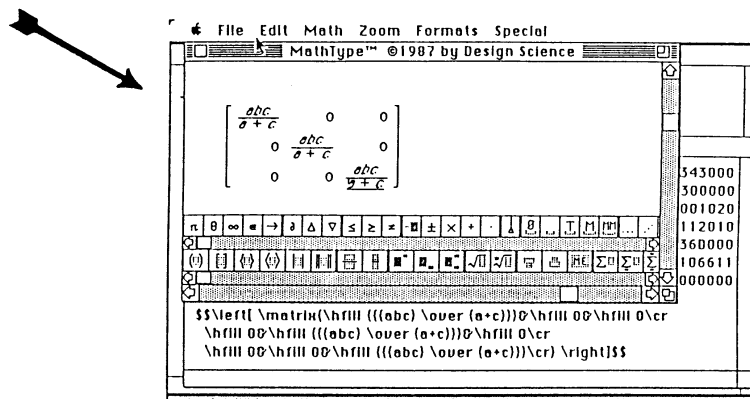 File Edit Math Zoom Formats Special
MathType™ ©1987 by Design Science
abc
a + c
0 0
0
abc
a + c
0
0 0
abc
a + c
343000
300000
001020
112010
360000
106611
000000
π θ ∞ ∈ → ∂ Δ ∇ ≤ ≥ ≠ ± × + ·
$$\left[ \matrix{\hfill {{(abc) \over (a+c)}}&\hfill 0&\hfill 0\cr
\hfill 0&\hfill {{(abc) \over (a+c)}}&\hfill 0\cr
\hfill 0&\hfill 0&\hfill {{(abc) \over (a+c)}}\cr} \right]$$